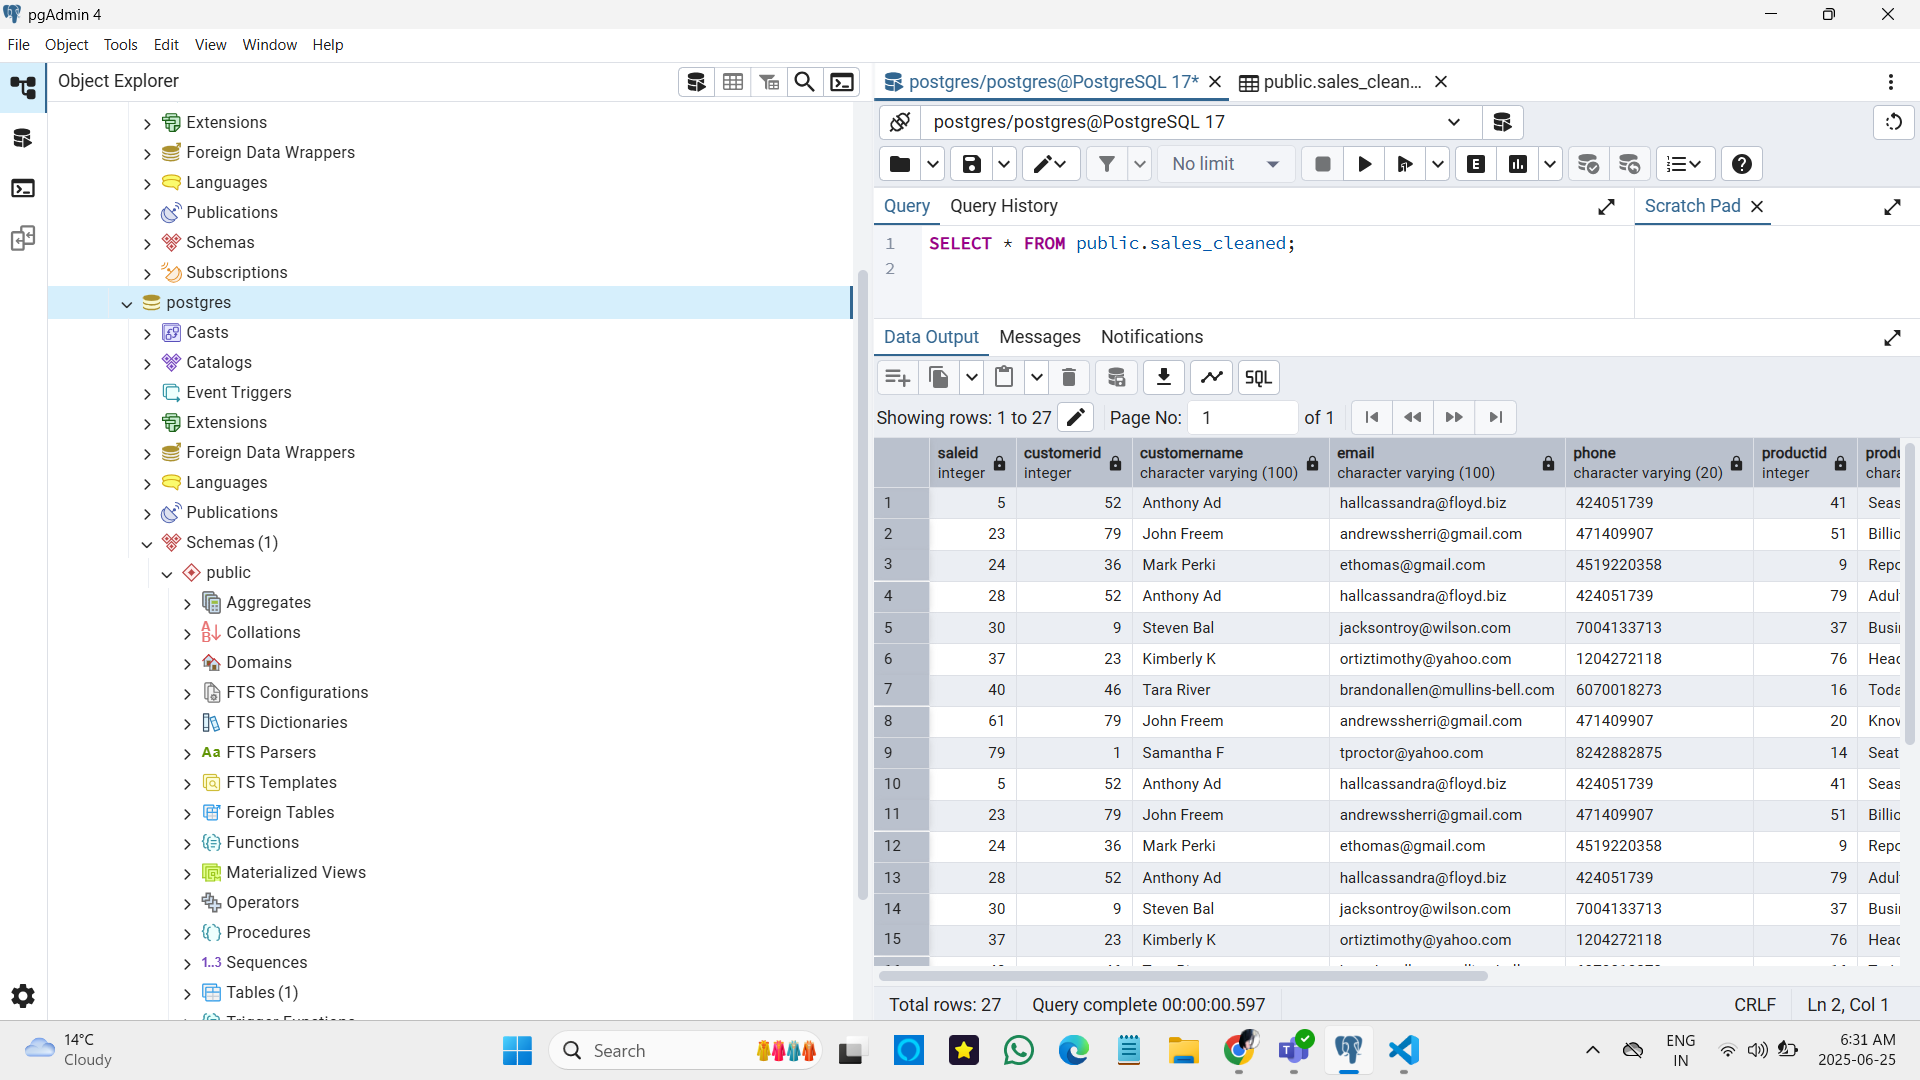 pgAdmin 4
File Object Tools Edit View Window Help
Object Explorer
Extensions
Foreign Data Wrappers
Languages
Publications
Schemas
Subscriptions
postgres
Casts
Catalogs
Event Triggers
Extensions
Foreign Data Wrappers
Languages
Publications
Schemas (1)
public
Aggregates
Collations
Domains
FTS Configurations
FTS Dictionaries
Aa FTS Parsers
FTS Templates
Foreign Tables
Functions
Materialized Views
Operators
Procedures
1..3 Sequences
Tables (1)
Trigger Functions
postgres/postgres@PostgreSQL 17* public.sales_clean...
postgres/postgres@PostgreSQL 17
No limit E
Query Query History Scratch Pad
1 SELECT * FROM public.sales_cleaned;
2
Data Output Messages Notifications
SQL
Showing rows: 1 to 27 Page No: 1 of 1
saleid customerid customername email phone productid
integer integer character varying (100) character varying (100) character varying (20) integer
1 5 52 Anthony Ad hallcassandra@floyd.biz 424051739 41 Seas
2 23 79 John Freem andrewssherri@gmail.com 471409907 51 Billic
3 24 36 Mark Perki ethomas@gmail.com 4519220358 9 Repo
4 28 52 Anthony Ad hallcassandra@floyd.biz 424051739 79 Adul
5 30 9 Steven Bal jacksontroy@wilson.com 7004133713 37 Busi
6 37 23 Kimberly K ortiztimothy@yahoo.com 1204272118 76 Head
7 40 46 Tara River brandonallen@mullins-bell.com 6070018273 16 Toda
8 61 79 John Freem andrewssherri@gmail.com 471409907 20 Know
9 79 1 Samantha F tproctor@yahoo.com 8242882875 14 Seat
10 5 52 Anthony Ad hallcassandra@floyd.biz 424051739 41 Seas
11 23 79 John Freem andrewssherri@gmail.com 471409907 51 Billic
12 24 36 Mark Perki ethomas@gmail.com 4519220358 9 Repo
13 28 52 Anthony Ad hallcassandra@floyd.biz 424051739 79 Adul
14 30 9 Steven Bal jacksontroy@wilson.com 7004133713 37 Busi
15 37 23 Kimberly K ortiztimothy@yahoo.com 1204272118 76 Head
Total rows: 27 Query complete 00:00:00.597 CRLF Ln 2, Col 1
14°C
Cloudy
Search
ENG
IN
6:31 AM
2025-06-25